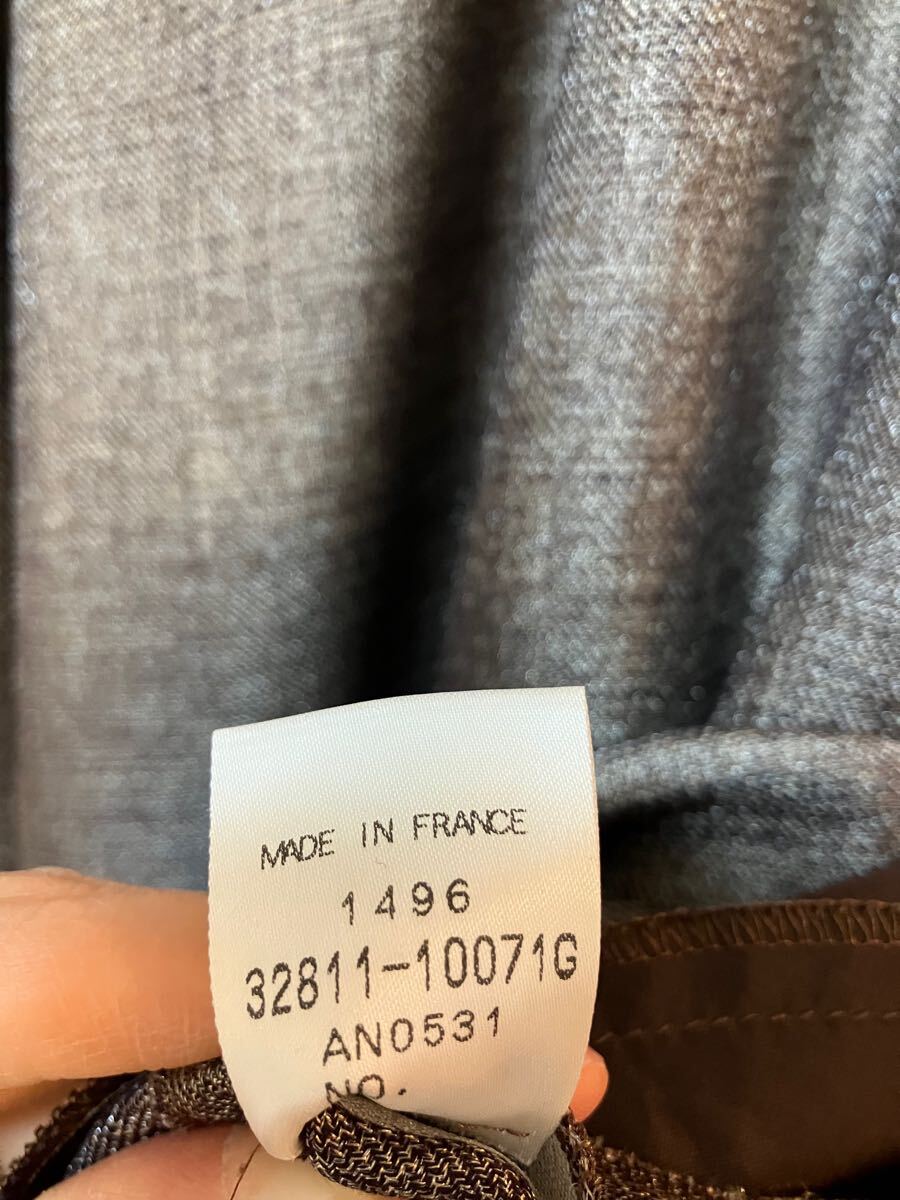 MADE IN FRANCE
1496
32811-10071G
AN0531
NO.